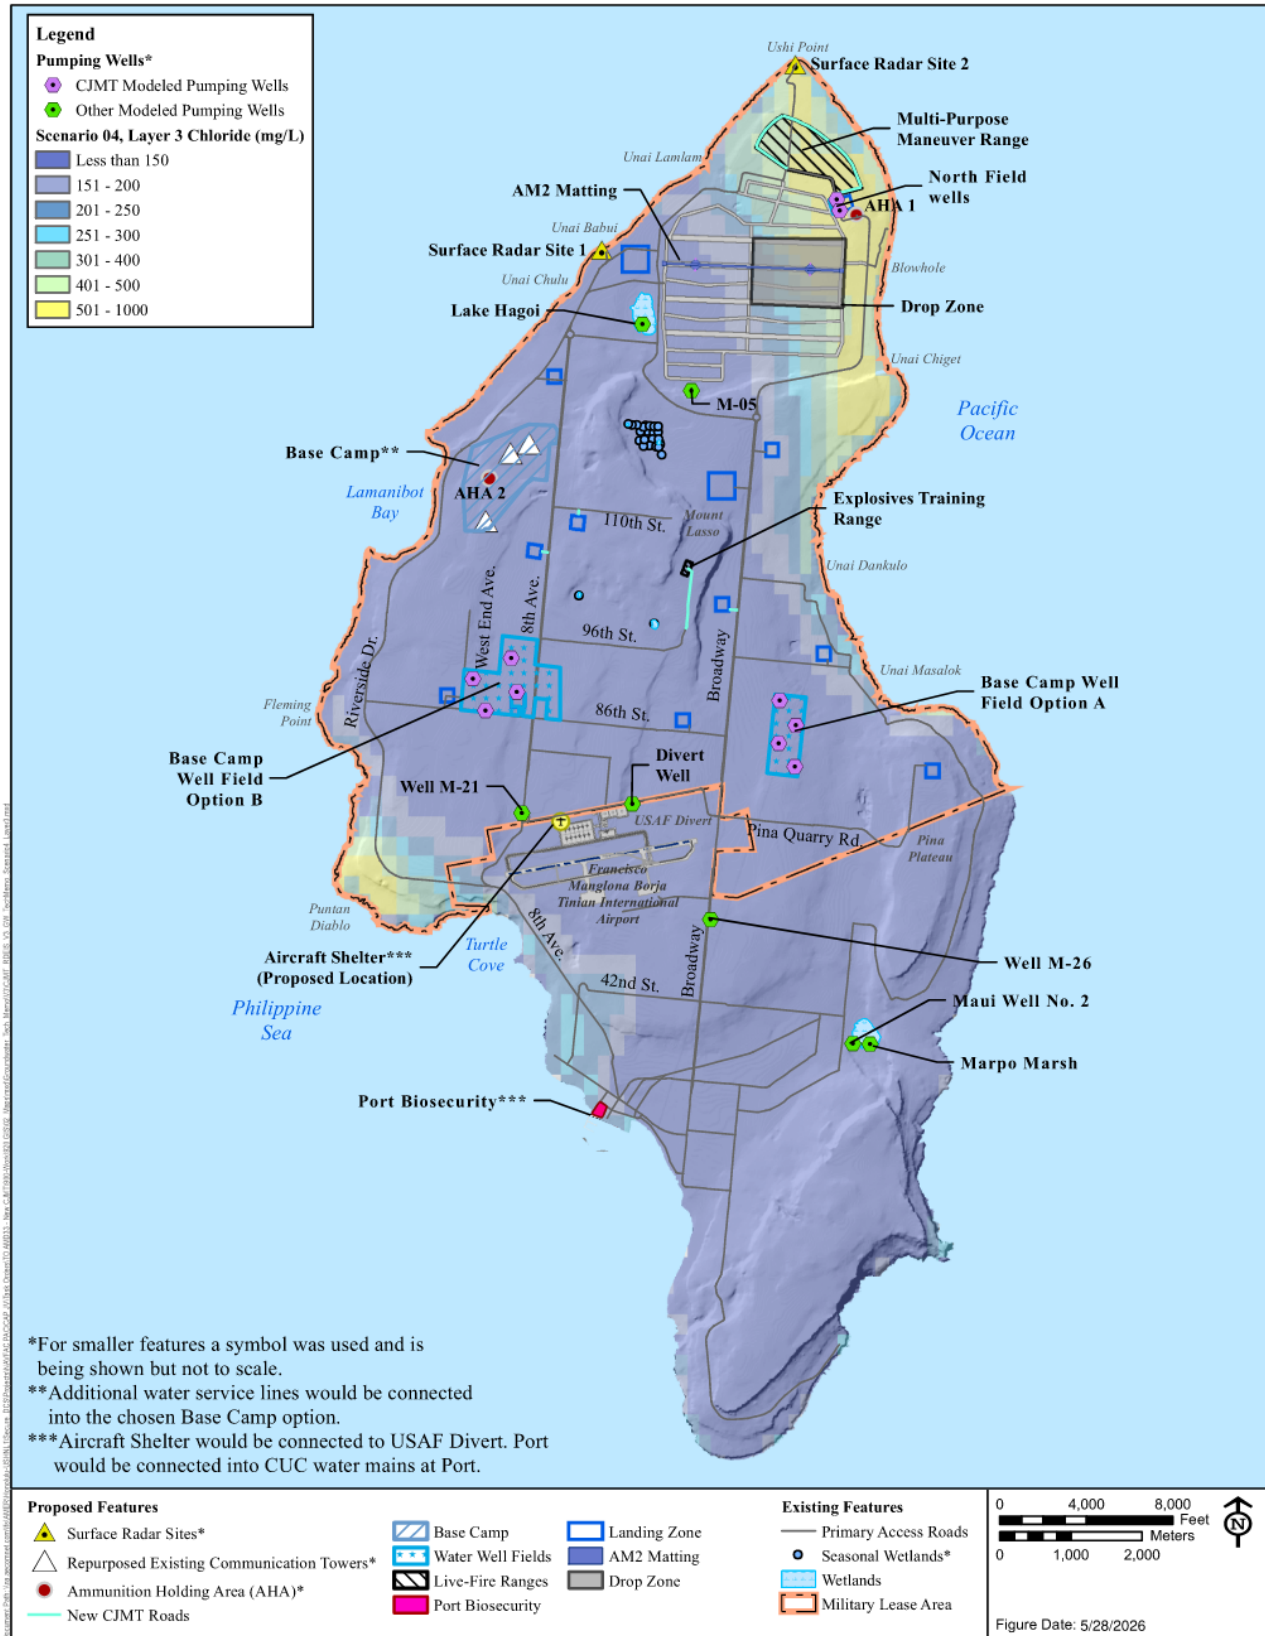 Legend
Pumping Wells*
CJMT Modeled Pumping Wells
Other Modeled Pumping Wells
Scenario 04, Layer 3 Chloride (mg/L)
Less than 150
151 - 200
201 - 250
251 - 300
301 - 400
401 - 500
501 - 1000
Ushi Point
Surface Radar Site 2
Multi-Purpose
Maneuver Range
Unai Lamlam
North Field
wells
AM2 Matting
AHA 1
Unai Babui
Surface Radar Site 1
Blowhole
Unai Chulu
Lake Hagoi
Drop Zone
Unai Chiget
M-05
Pacific
Ocean
Base Camp**
AHA 2
Lamanibot
Bay
Explosives Training
Range
110th St.
Mount
Lasso
Unai Dankulo
West End Ave.
8th Ave.
96th St.
Broadway
Riverside Dr.
Unai Masalok
Base Camp Well
Field Option A
Fleming
Point
86th St.
Base Camp
Well Field
Option B
Divert
Well
Well M-21
USAF Divert
Pina Quarry Rd.
Pina
Plateau
Francisco
Manglona Borja
Tinian International
Airport
Puntan
Diablo
8th Ave.
Turtle
Cove
Aircraft Shelter***
(Proposed Location)
Broadway
Well M-26
42nd St.
Philippine
Sea
Maui Well No. 2
Marpo Marsh
Port Biosecurity***
*For smaller features a symbol was used and is
being shown but not to scale.
**Additional water service lines would be connected
into the chosen Base Camp option.
***Aircraft Shelter would be connected to USAF Divert. Port
would be connected into CUC water mains at Port.
Proposed Features
Surface Radar Sites*
Repurposed Existing Communication Towers*
Ammunition Holding Area (AHA)*
New CJMT Roads
Base Camp
Water Well Fields
Live-Fire Ranges
Port Biosecurity
Landing Zone
AM2 Matting
Drop Zone
Existing Features
Primary Access Roads
Seasonal Wetlands*
Wetlands
Military Lease Area
0 4,000 8,000
Feet
Meters
0 1,000 2,000
N
Figure Date: 5/28/2026